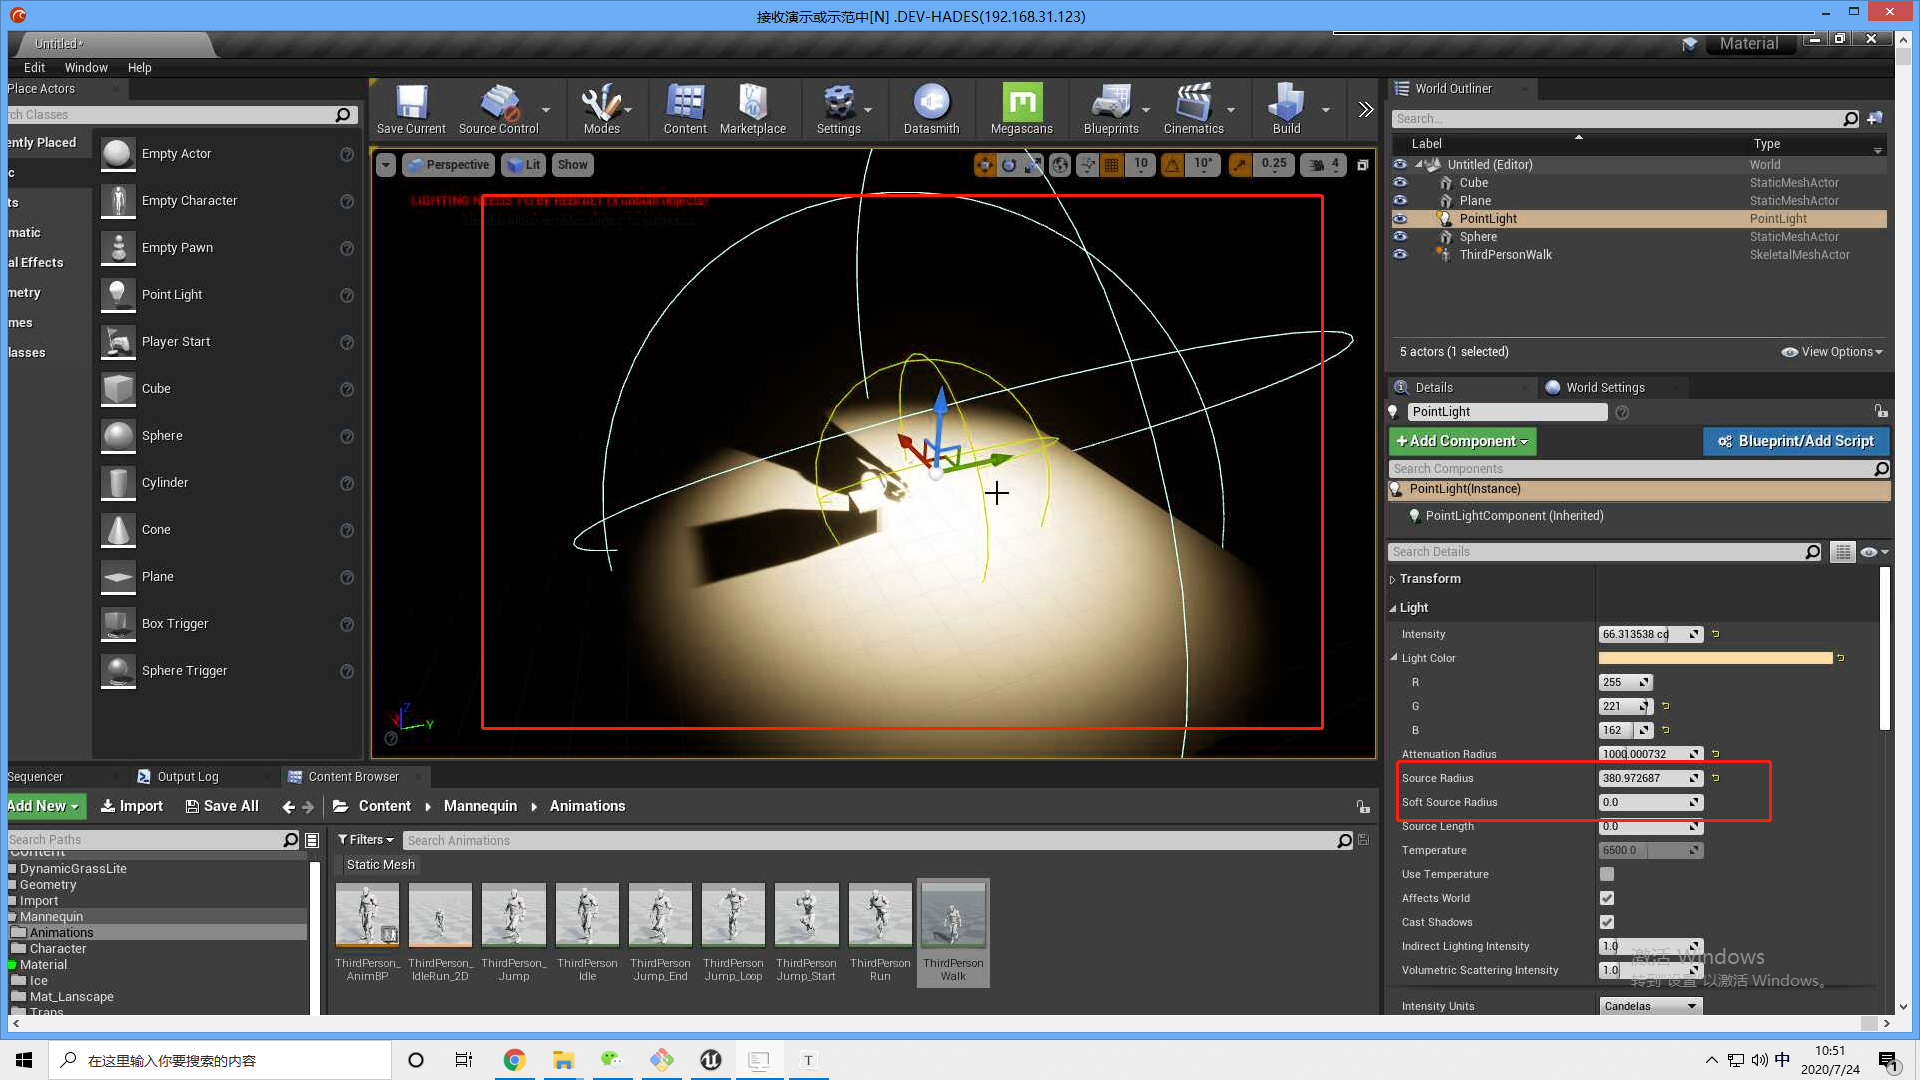 接收演示或示范中[N] .DEV-HADES(192.168.31.123)
Untitled*
Material
Edit
Window
Help
Place Actors
rch Classes
ently Placed
c
ts
matic
al Effects
metry
mes
lasses
Empty Actor
Empty Character
Empty Pawn
Point Light
Player Start
Cube
Sphere
Cylinder
Cone
Plane
Box Trigger
Sphere Trigger
Save Current
Source Control
Modes
Content
Marketplace
Settings
Datasmith
Megascans
Blueprints
Cinematics
Build
Perspective
Lit
Show
10
10°
0.25
4
LIGHTING NEEDS TO BE REBUILT
Z
Y
World Outliner
Search...
Label
Type
Untitled (Editor)
World
Cube
StaticMeshActor
Plane
StaticMeshActor
PointLight
PointLight
Sphere
StaticMeshActor
ThirdPersonWalk
SkeletalMeshActor
5 actors (1 selected)
View Options
Details
World Settings
PointLight
+Add Component
Blueprint/Add Script
Search Components
PointLight(Instance)
PointLightComponent (Inherited)
Search Details
Transform
Light
Intensity
66.313538 cd
Light Color
R
255
G
221
B
162
Attenuation Radius
1000.000732
Source Radius
380.972687
Soft Source Radius
0.0
Source Length
0.0
Temperature
6500.0
Use Temperature
Affects World
Cast Shadows
Indirect Lighting Intensity
1.0
Volumetric Scattering Intensity
1.0
Intensity Units
Candelas
激活 Windows
转到"设置"以激活 Windows。
Sequencer
Output Log
Content Browser
Add New
Import
Save All
Content
Mannequin
Animations
Search Paths
Filters
Search Animations
Static Mesh
Content
DynamicGrassLite
Geometry
Import
Mannequin
Animations
Character
Material
Ice
Mat_Lanscape
Trans
ThirdPerson_
AnimBP
ThirdPerson_
IdleRun_2D
ThirdPerson_
Jump
ThirdPerson
Idle
ThirdPerson
Jump_End
ThirdPerson
Jump_Loop
ThirdPerson
Jump_Start
ThirdPerson
Run
ThirdPerson
Walk
在这里输入你要搜索的内容
T
中
10:51
2020/7/24
1